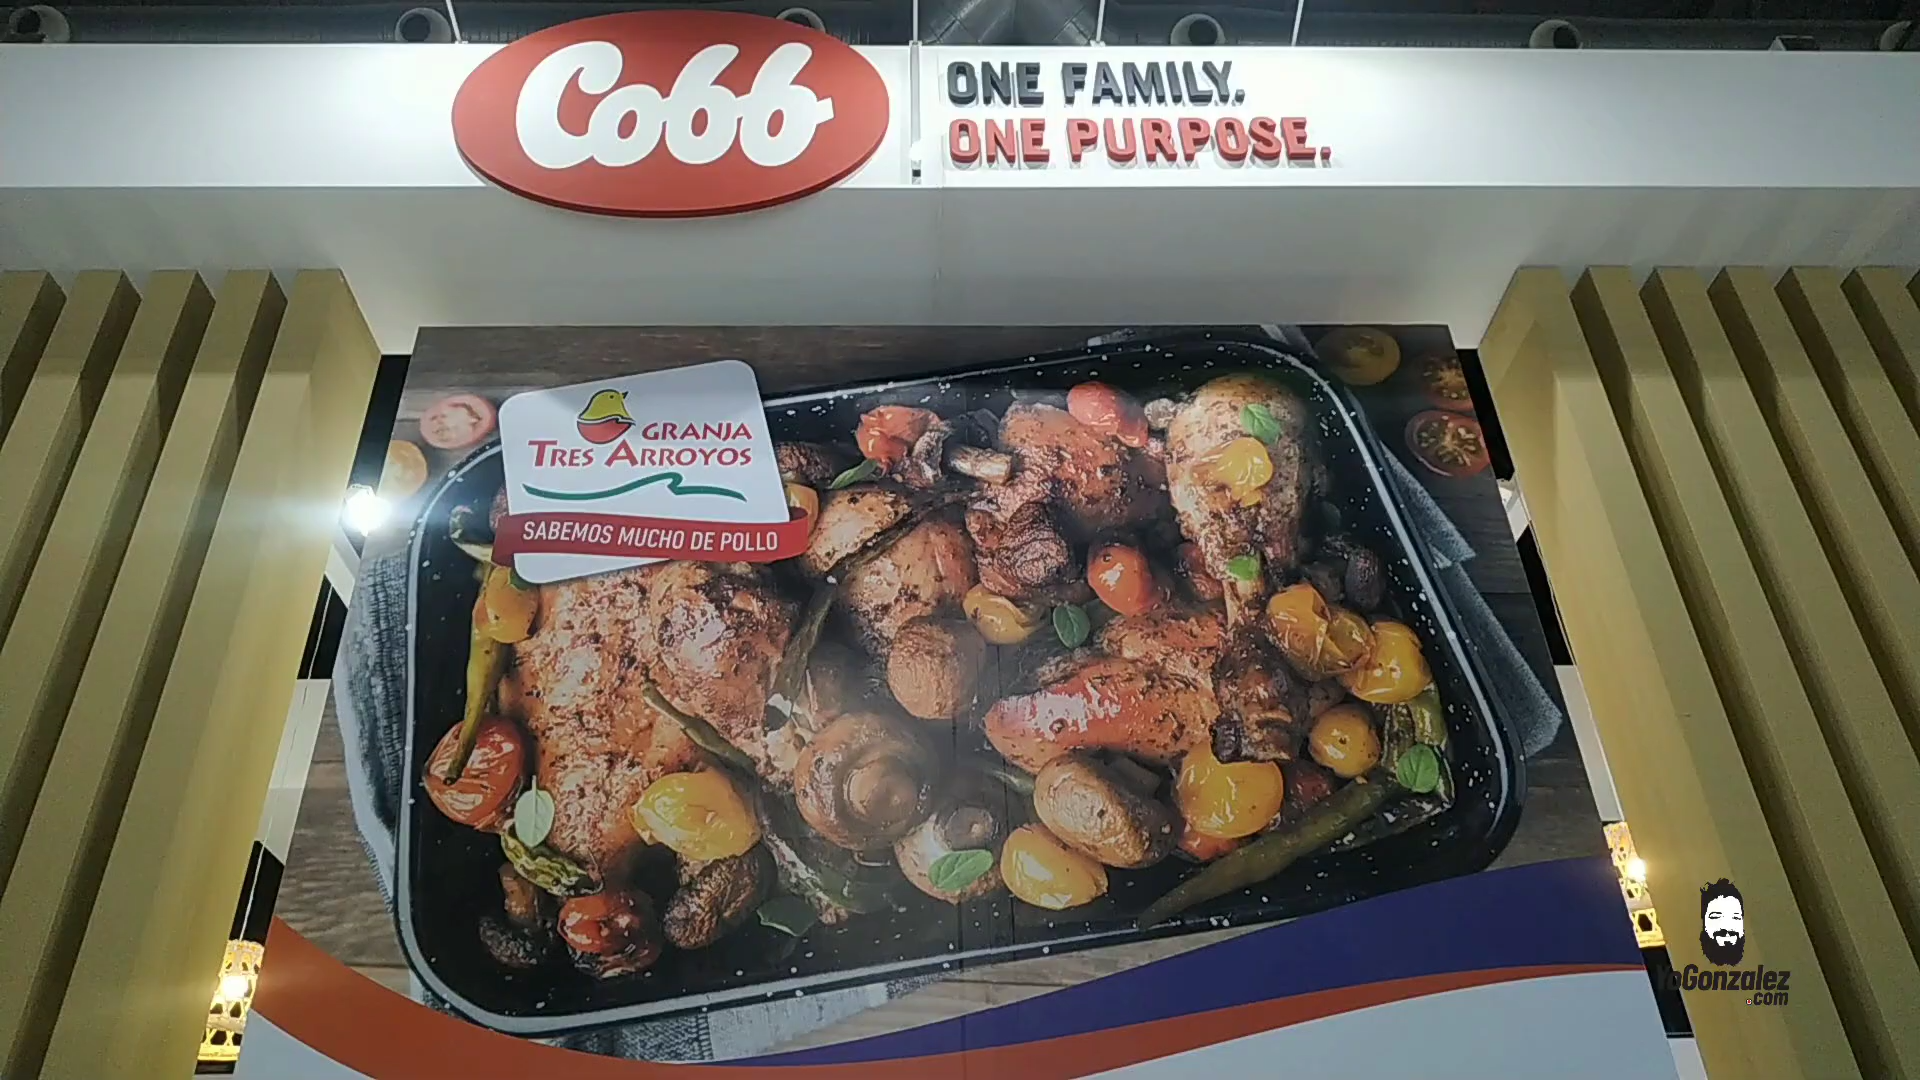 Cobb
ONE FAMILY.
ONE PURPOSE.
GRANJA
TRES ARROYOS
SABEMOS MUCHO DE POLLO
YoGonzalez
.com